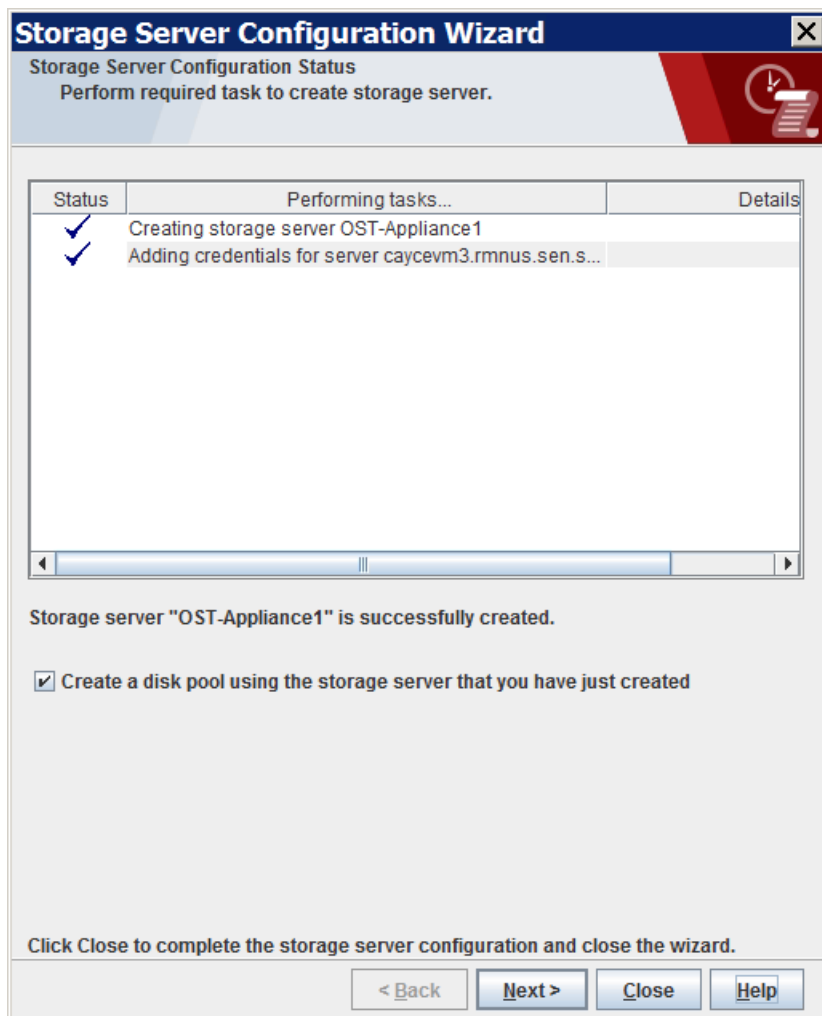 Storage Server Configuration Wizard
Storage Server Configuration Status
Perform required task to create storage server.
Status Performing tasks... Details
Creating storage server OST-Appliance1
Adding credentials for server caycevm3.rmnus.sen.s...
Storage server "OST-Appliance1" is successfully created.
Create a disk pool using the storage server that you have just created
Click Close to complete the storage server configuration and close the wizard.
< Back Next > Close Help